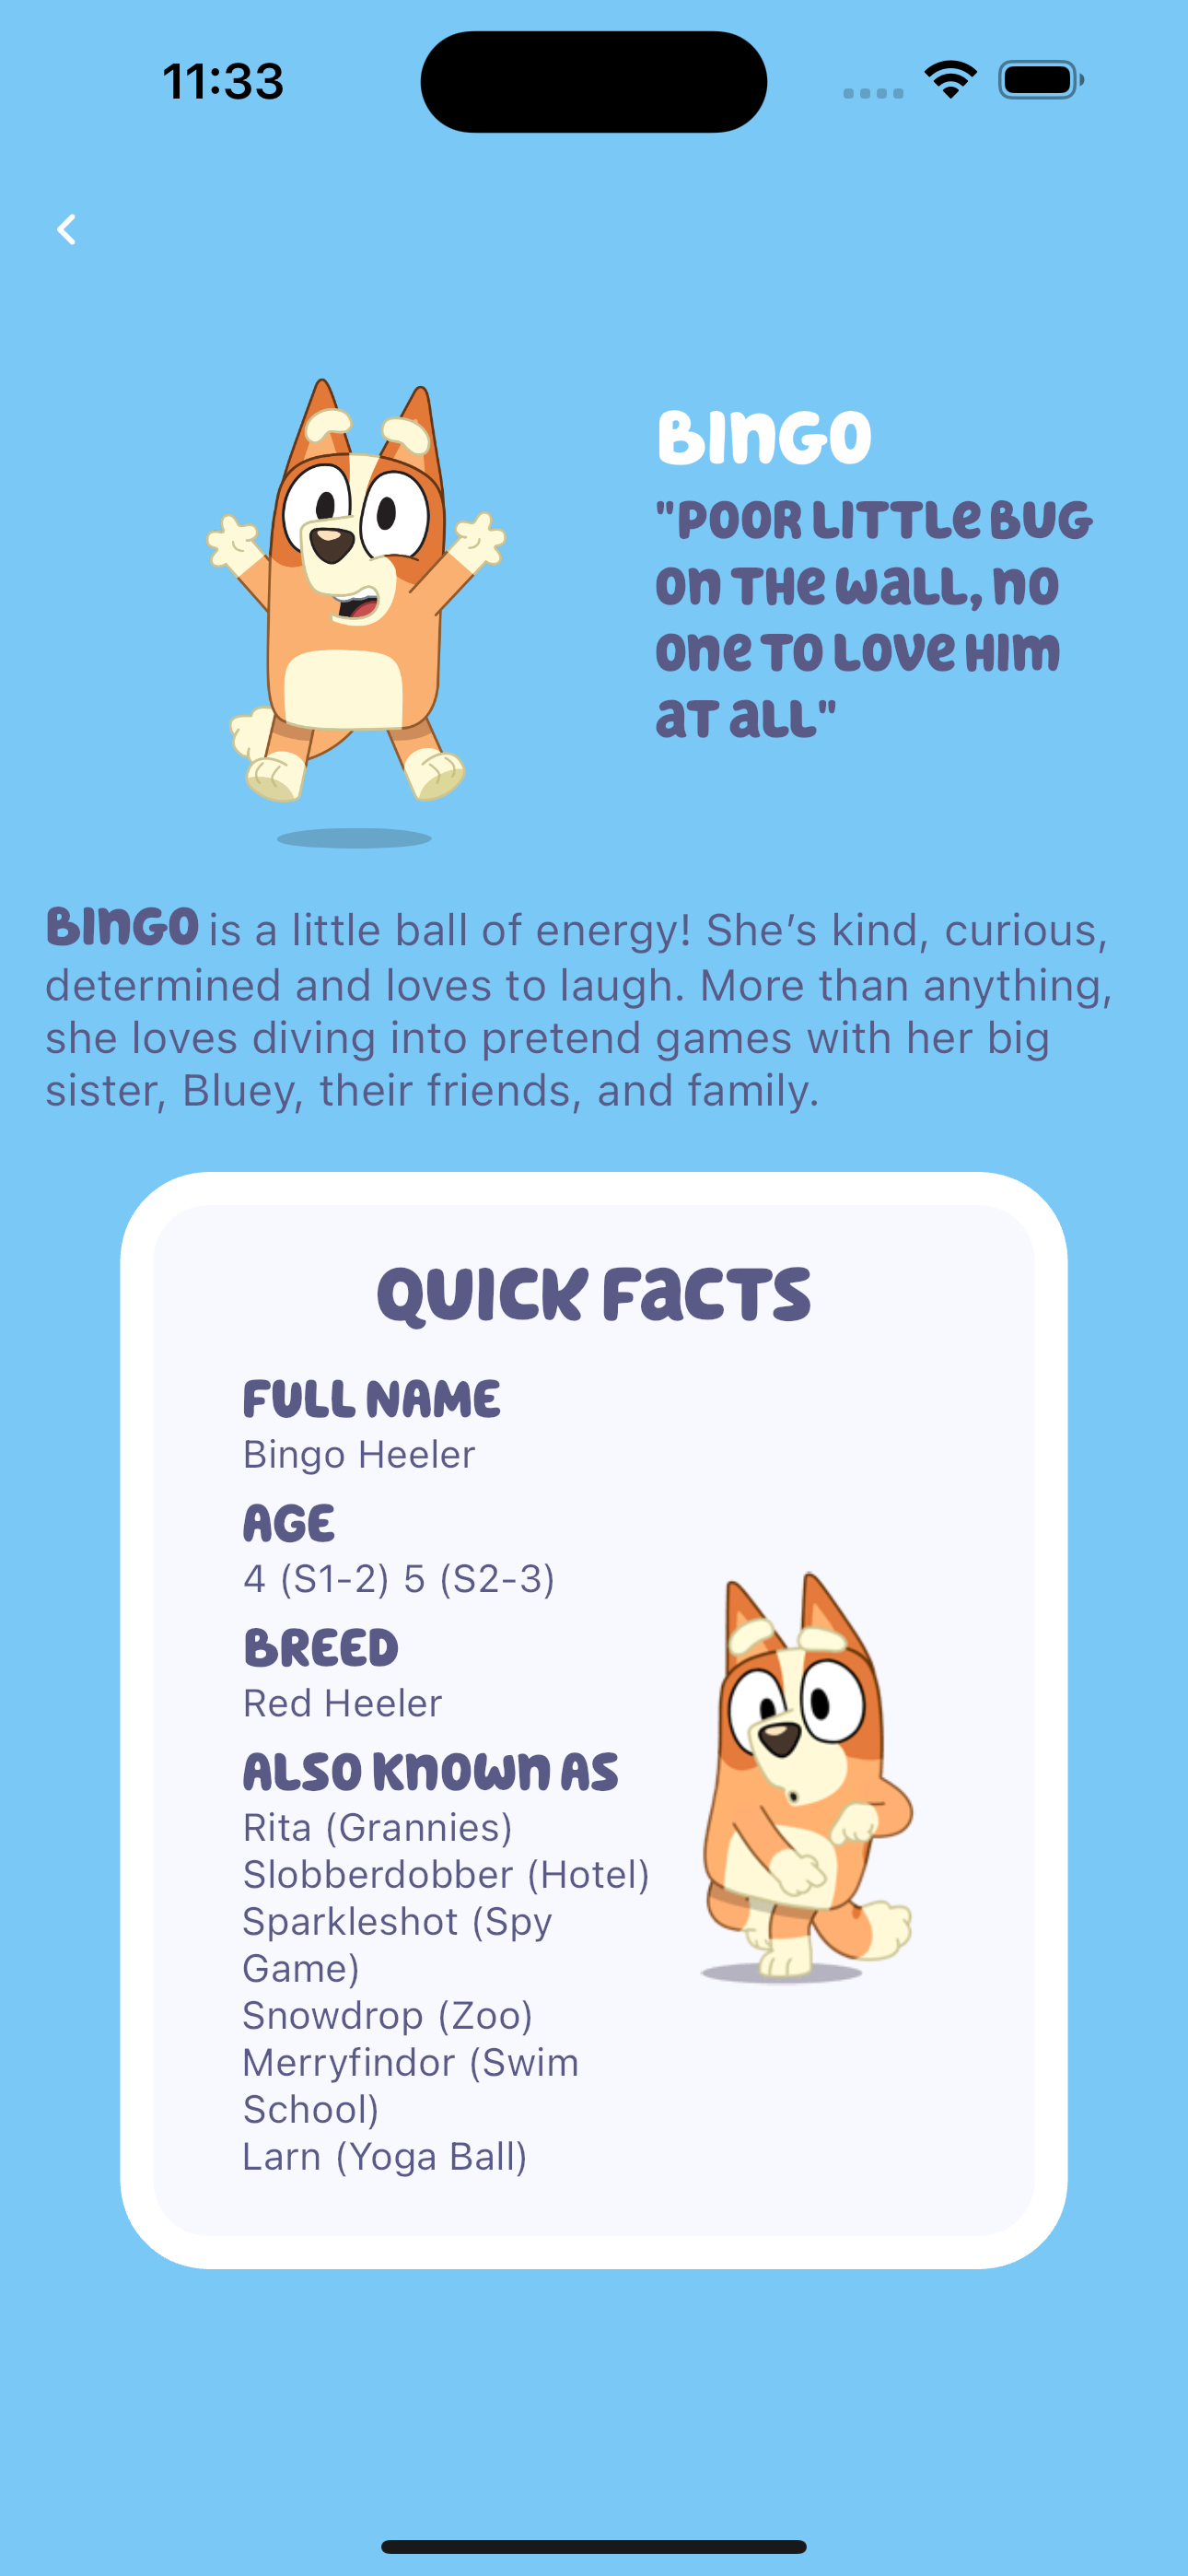 11:33
BINGO
"POOR LITTLE BUG
ON THE WALL, NO
ONE TO LOVE HIM
AT ALL"
BINGO is a little ball of energy! She’s kind, curious,
determined and loves to laugh. More than anything,
she loves diving into pretend games with her big
sister, Bluey, their friends, and family.
QUICK FACTS
FULL NAME
Bingo Heeler
AGE
4 (S1-2) 5 (S2-3)
BREED
Red Heeler
ALSO KNOWN AS
Rita (Grannies)
Slobberdobber (Hotel)
Sparkleshot (Spy
Game)
Snowdrop (Zoo)
Merryfindor (Swim
School)
Larn (Yoga Ball)